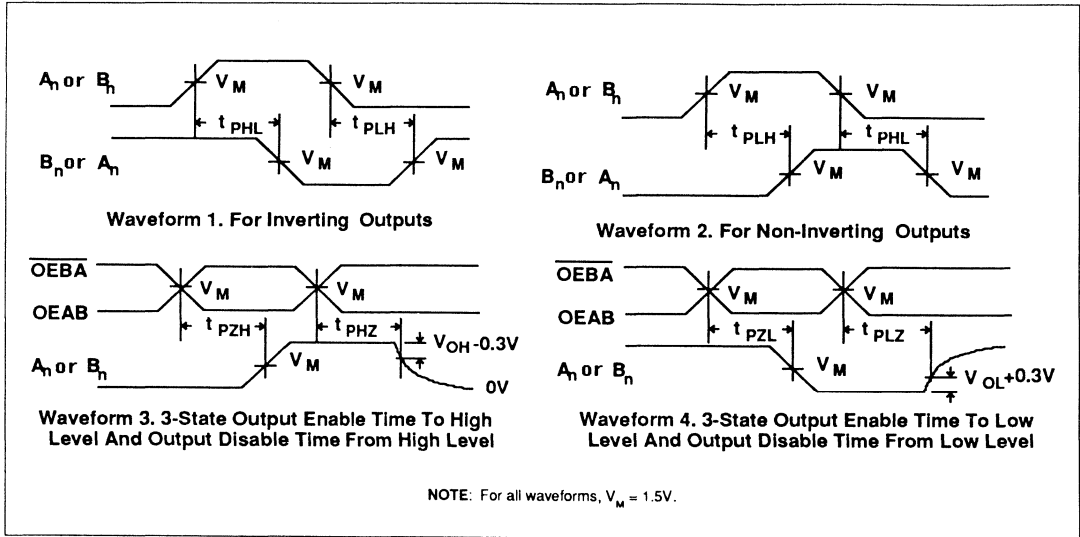 An or Bn
VM
VM
tPHL
tPLH
Bn or An
VM
VM
Waveform 1. For Inverting Outputs
An or Bn
VM
VM
tPLH
tPHL
Bn or An
VM
VM
Waveform 2. For Non-Inverting Outputs
OEBA
OEAB
VM
VM
tPZH
tPHZ
VOH-0.3V
An or Bn
VM
0V
Waveform 3. 3-State Output Enable Time To High
Level And Output Disable Time From High Level
OEBA
OEAB
VM
VM
tPZL
tPLZ
An or Bn
VM
VOL+0.3V
Waveform 4. 3-State Output Enable Time To Low
Level And Output Disable Time From Low Level
NOTE: For all waveforms, VM = 1.5V.